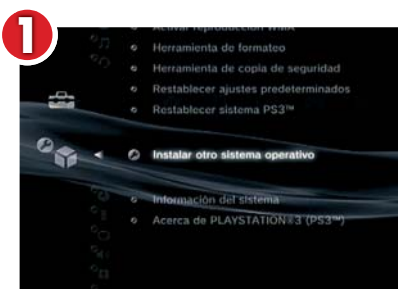 1
Activar reproducción WMA
Herramienta de formateo
Herramienta de copia de seguridad
Restablecer ajustes predeterminados
Restablecer sistema PS3™
Instalar otro sistema operativo
Información del sistema
Acerca de PLAYSTATION®3 (PS3™)